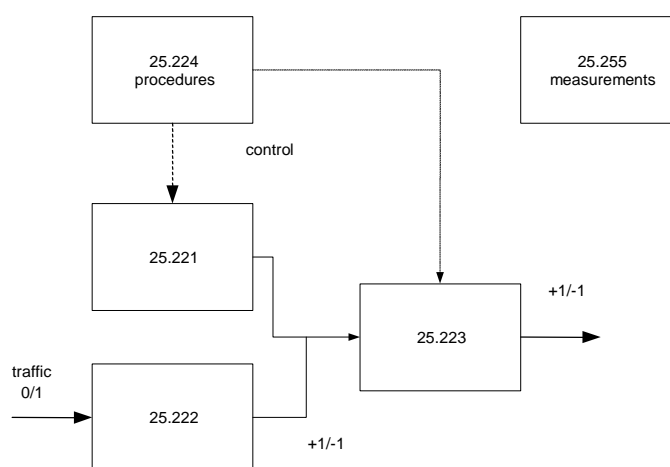 25.224
procedures
25.255
measurements
control
25.221
+1/-1
25.223
traffic
0/1
25.222
+1/-1